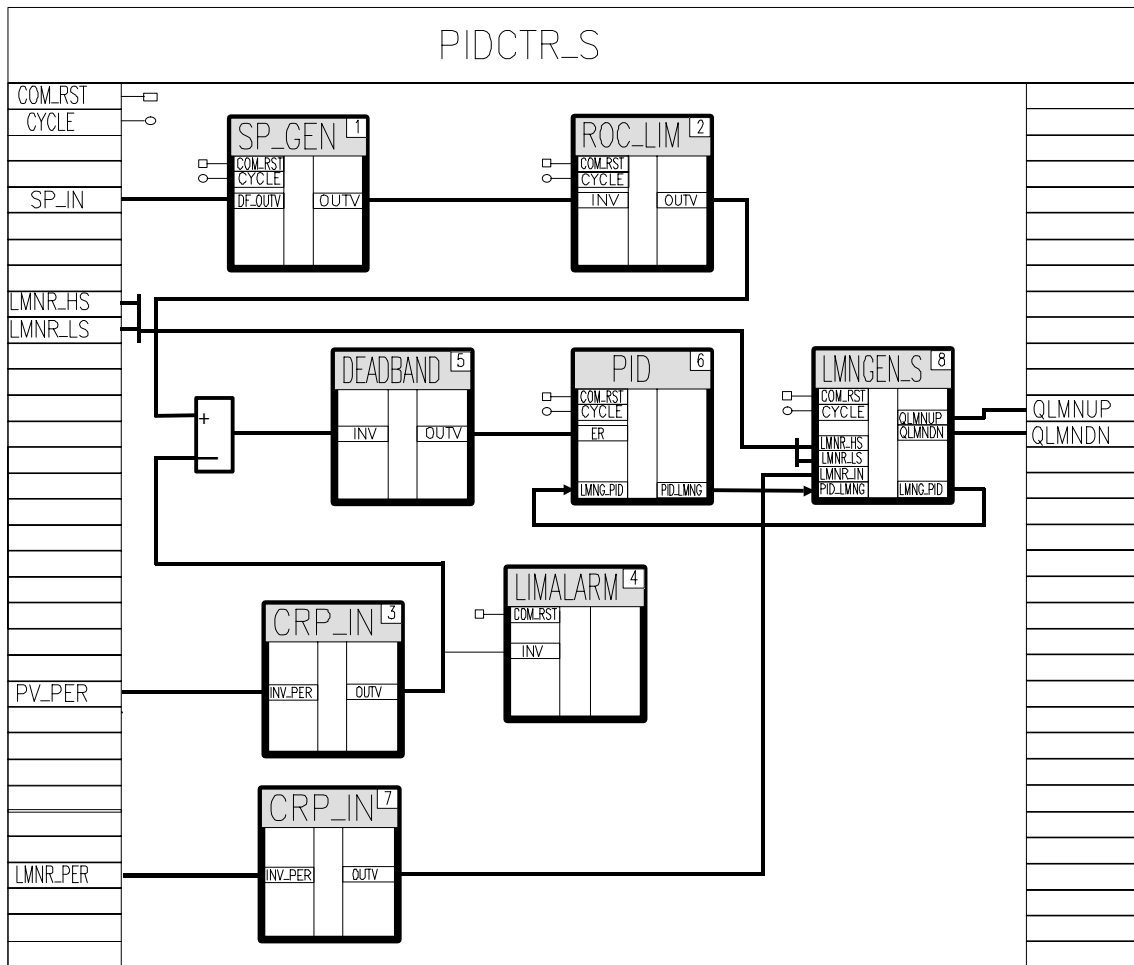 PIDCTR_S
COM_RST
CYCLE
SP_IN
LMNR_HS
LMNR_LS
PV_PER
LMNR_PER
SP_GEN 1
COM_RST
CYCLE
DF_OUTV OUTV
ROC_LIM 2
COM_RST
CYCLE
INV OUTV
+
−
DEADBAND 5
INV OUTV
PID 6
COM_RST
CYCLE
ER
LMNG_PID PID_LMNG
LMNGEN_S 8
COM_RST
CYCLE
QLMNUP
QLMNDN
LMNR_HS
LMNR_LS
LMNR_IN
PID_LMNG LMNG_PID
QLMNUP
QLMNDN
CRP_IN 3
INV_PER OUTV
LIMALARM 4
COM_RST
INV
CRP_IN 7
INV_PER OUTV